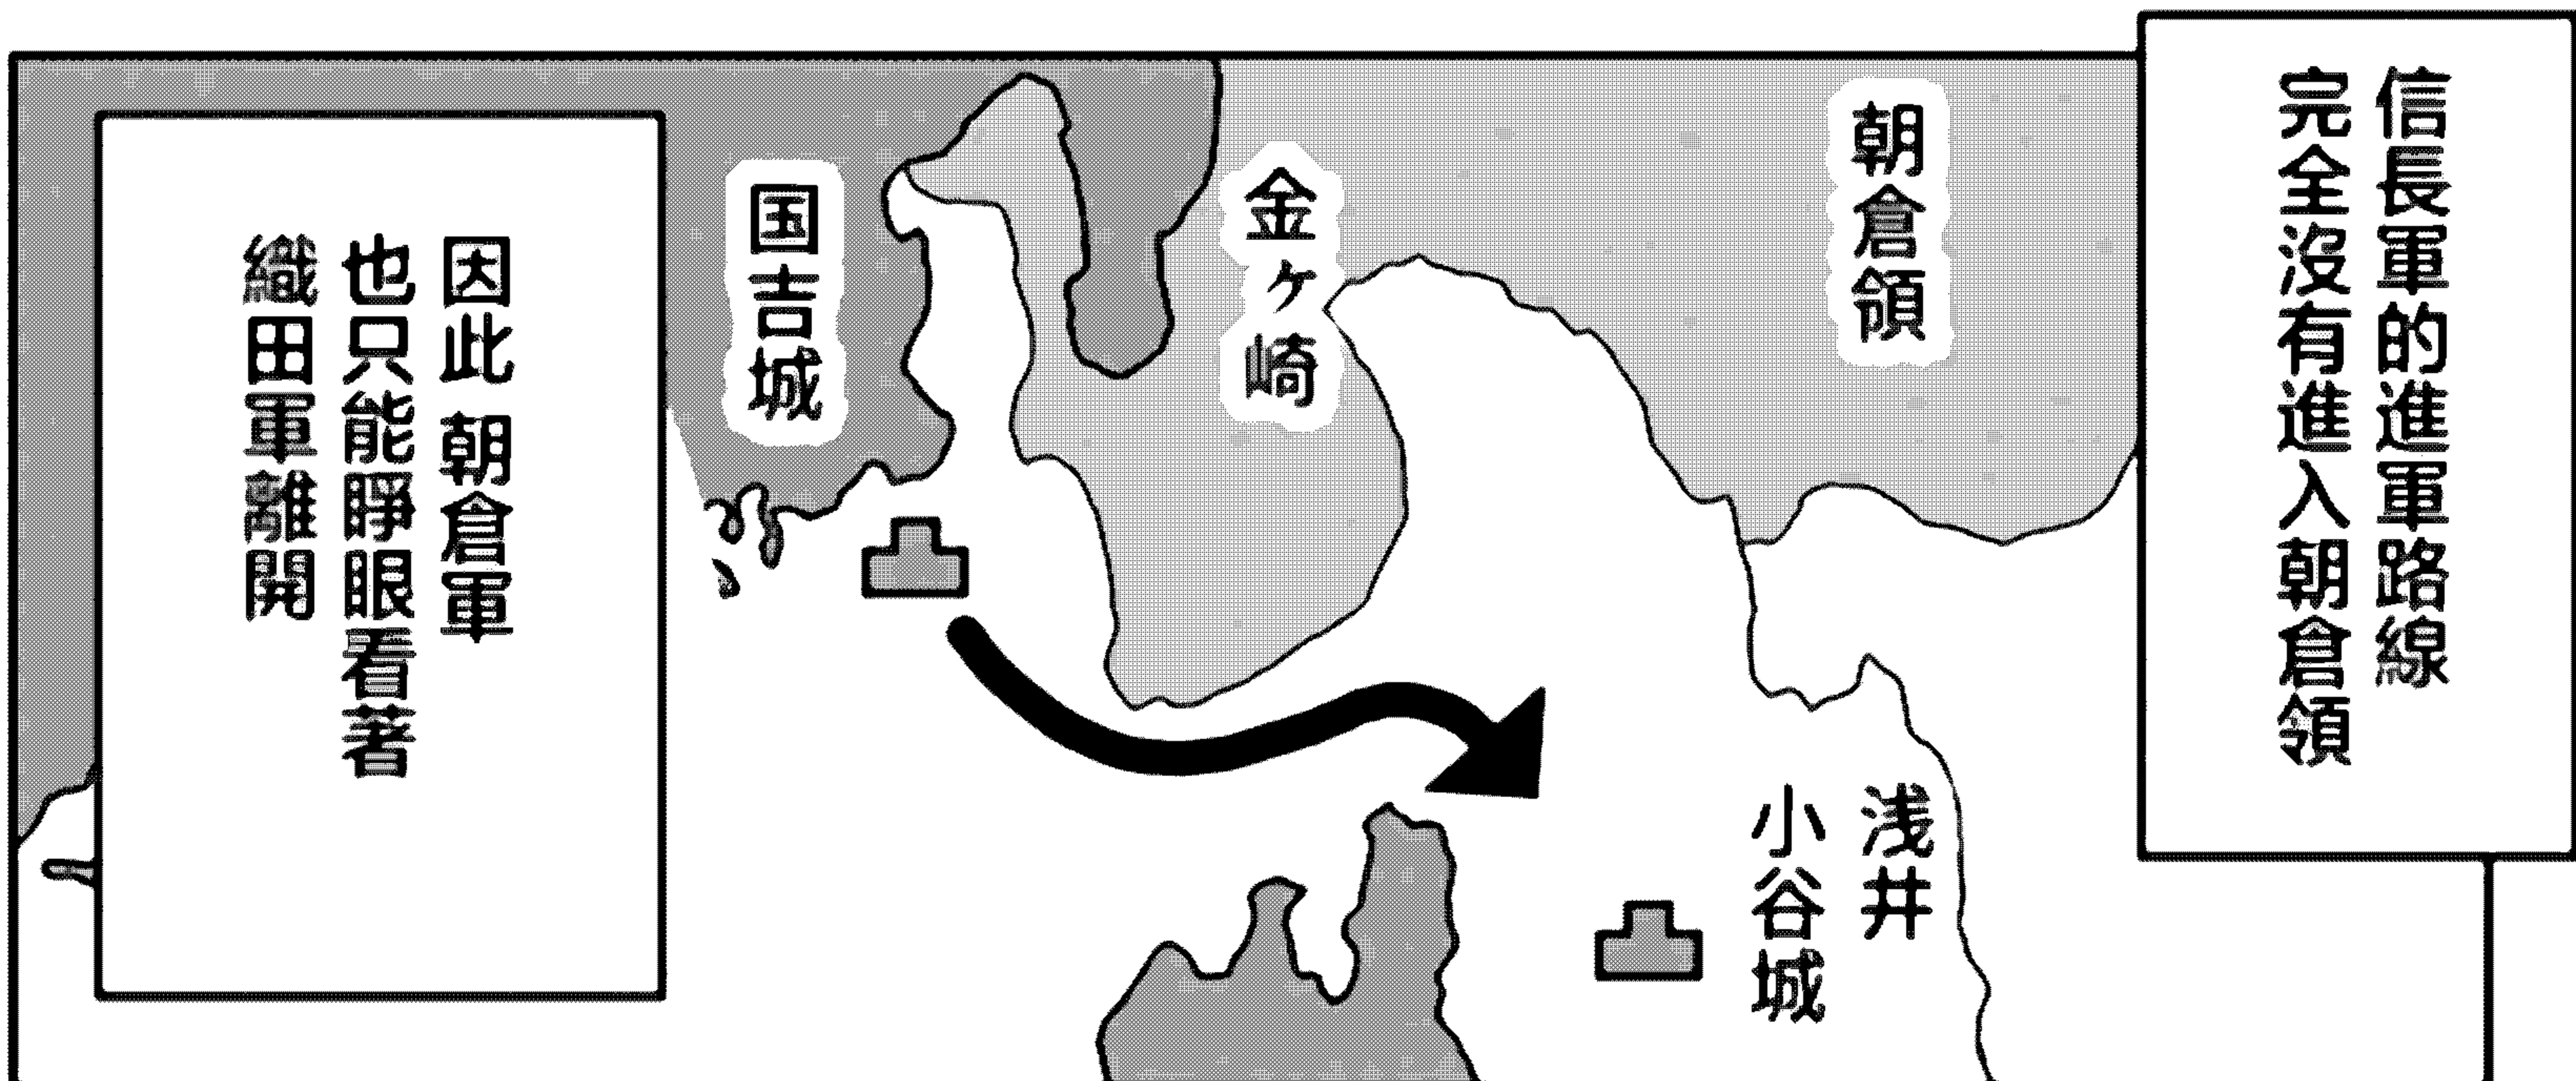 信長軍的進軍路線
完全沒有進入朝倉領
朝倉領
金ヶ崎
国吉城
浅井
小谷城
因此 朝倉軍
也只能睜眼看著
織田軍離開